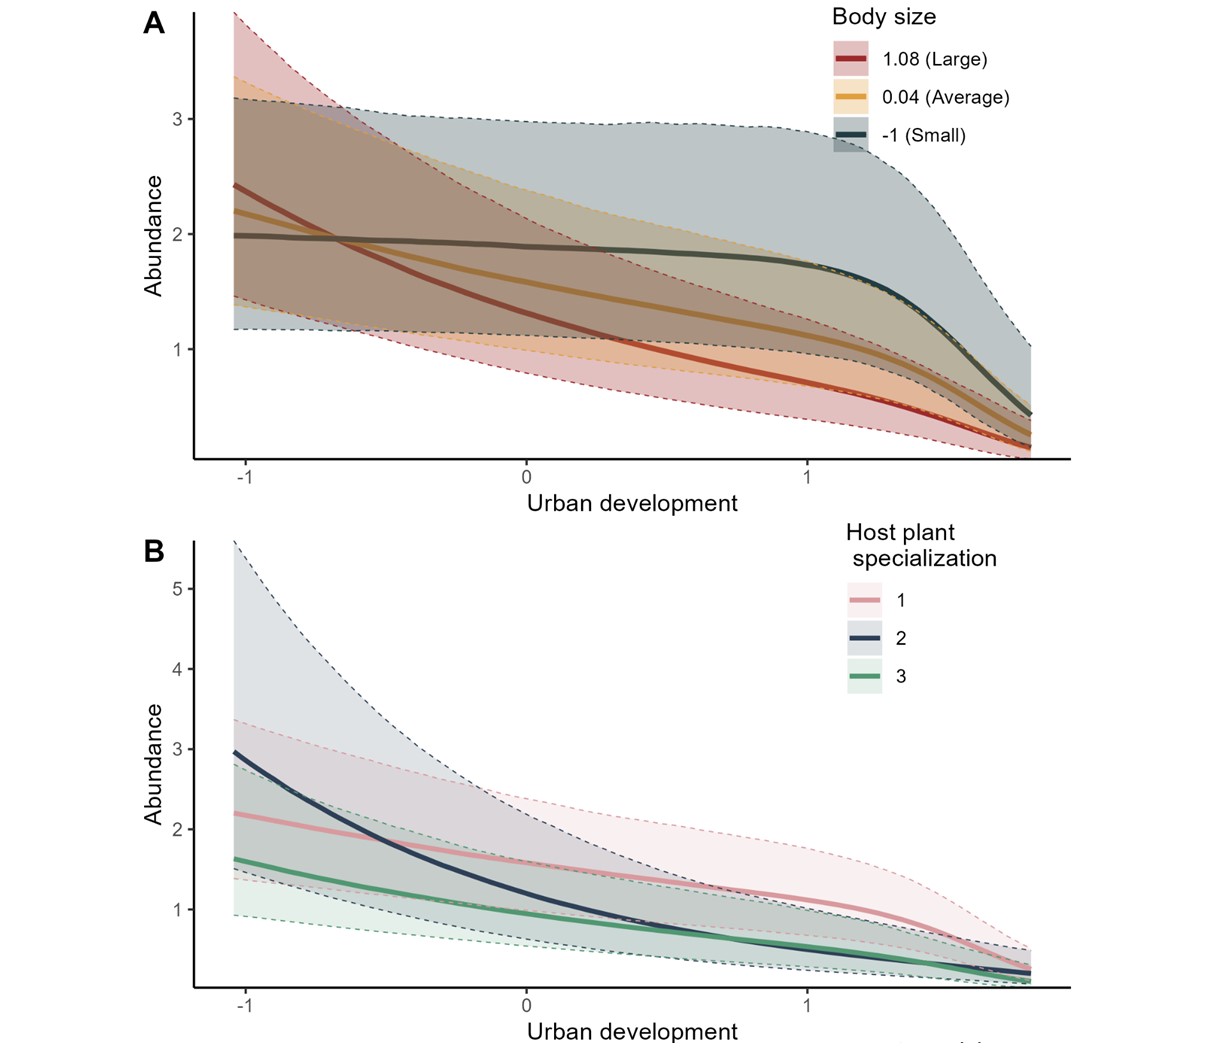 A
Body size
1.08 (Large)
0.04 (Average)
-1 (Small)
Abundance
3
2
1
-1
0
1
Urban development
B
Host plant
specialization
1
2
3
Abundance
5
4
3
2
1
-1
0
1
Urban development